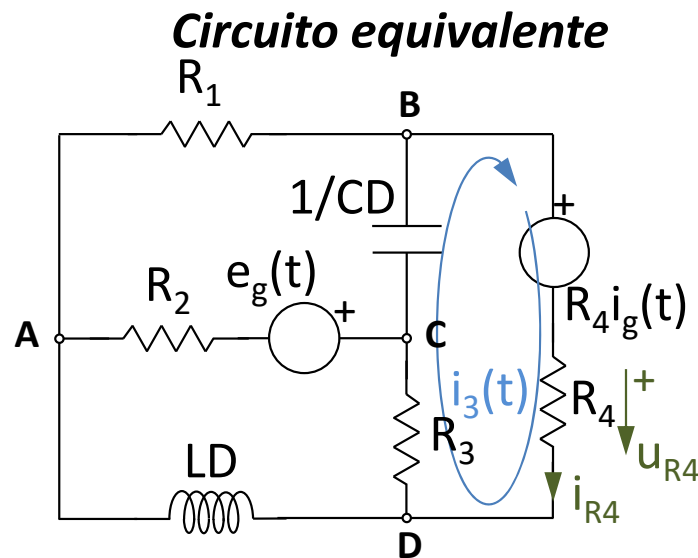 Circuito equivalente
R1
B
1/CD
+
eg(t)
R2
+
R4ig(t)
A
C
i3(t)
R4
+
R3
uR4
LD
iR4
D